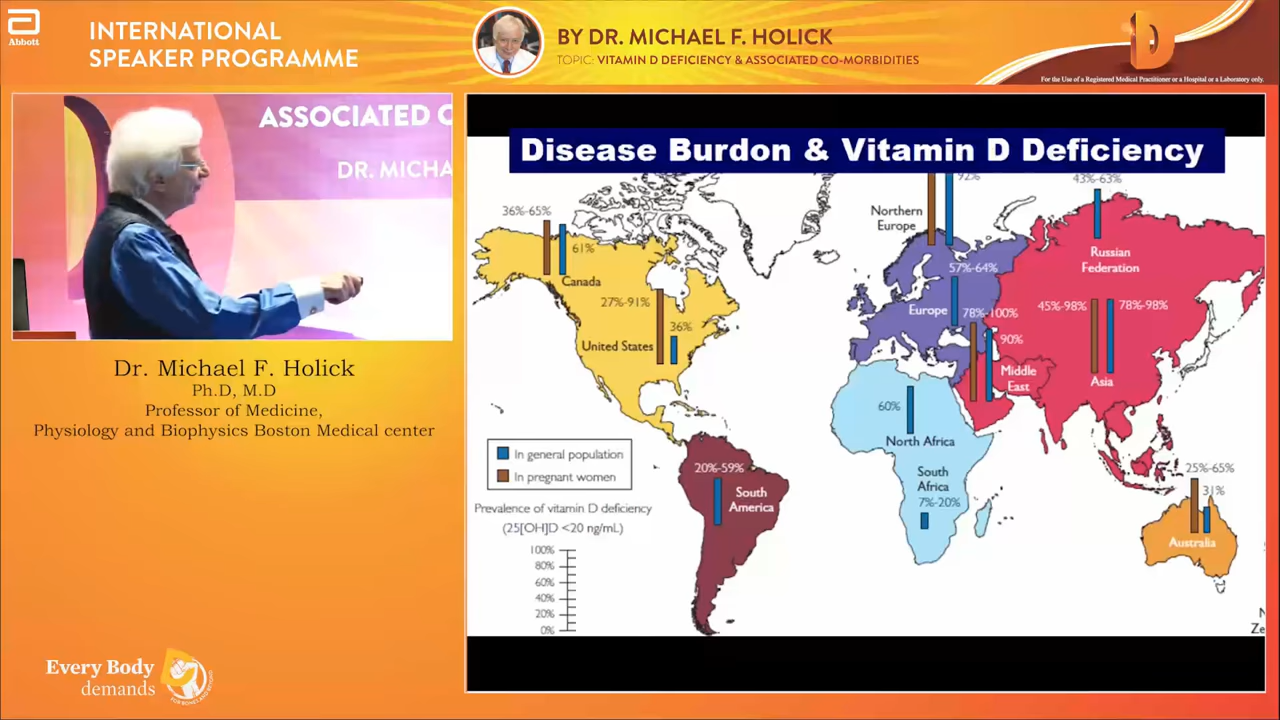 Abbott
INTERNATIONAL
SPEAKER PROGRAMME
BY DR. MICHAEL F. HOLICK
TOPIC: VITAMIN D DEFICIENCY & ASSOCIATED CO-MORBIDITIES
D
For the Use of a Registered Medical Practitioner or a Hospital or a Laboratory only.
ASSOCIATED C
DR. MICHA
Dr. Michael F. Holick
Ph.D, M.D
Professor of Medicine,
Physiology and Biophysics Boston Medical center
Every Body
demands
Disease Burdon & Vitamin D Deficiency
92%
43%-63%
Northern
Europe
36%-65%
61%
Canada
Russian
Federation
57%-64%
27%-91%
36%
United States
Europe
78%-100%
90%
Middle
East
45%-98%
78%-98%
Asia
60%
North Africa
In general population
In pregnant women
20%-59%
South
America
South
Africa
7%-20%
25%-65%
31%
Australia
Prevalence of vitamin D deficiency
(25[OH]D <20 ng/mL)
100%
80%
60%
40%
20%
0%
N
Ze